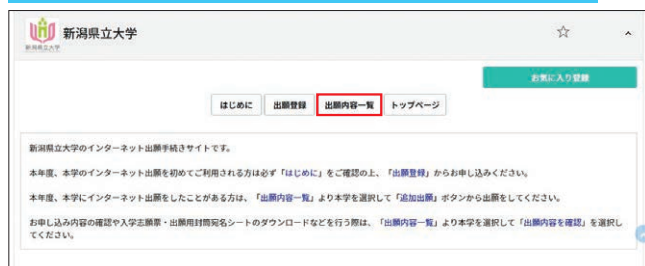 新潟県立大学
新潟県立大学
お気に入り登録
はじめに 出願登録 出願内容一覧 トップページ
新潟県立大学のインターネット出願手続きサイトです。
本年度、本学のインターネット出願を初めてご利用される方は必ず「はじめに」をご確認の上、「出願登録」からお申し込みください。
本年度、本学にインターネット出願をしたことがある方は、「出願内容一覧」より本学を選択して「追加出願」ボタンから出願をしてください。
お申し込み内容の確認や入学志願票・出願用封筒宛名シートのダウンロードなどを行う際は、「出願内容一覧」より本学を選択して「出願内容を確認」を選択し
てください。